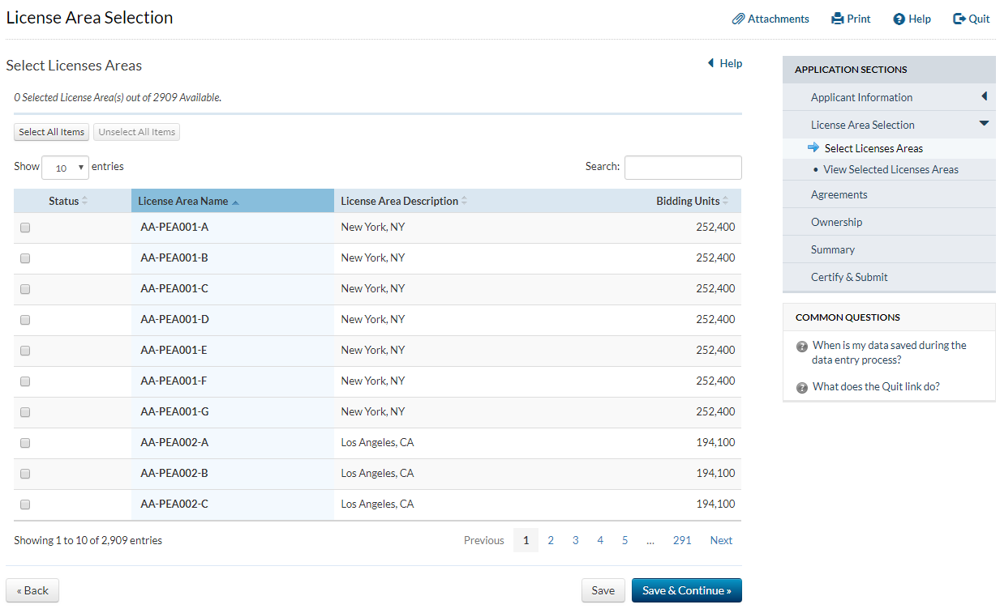 License Area Selection
Attachments Print Help Quit
Select Licenses Areas
Help
0 Selected License Area(s) out of 2909 Available.
Select All Items Unselect All Items
Show 10 entries Search:
Status License Area Name License Area Description Bidding Units
AA-PEA001-A New York, NY 252,400
AA-PEA001-B New York, NY 252,400
AA-PEA001-C New York, NY 252,400
AA-PEA001-D New York, NY 252,400
AA-PEA001-E New York, NY 252,400
AA-PEA001-F New York, NY 252,400
AA-PEA001-G New York, NY 252,400
AA-PEA002-A Los Angeles, CA 194,100
AA-PEA002-B Los Angeles, CA 194,100
AA-PEA002-C Los Angeles, CA 194,100
Showing 1 to 10 of 2,909 entries Previous 1 2 3 4 5 ... 291 Next
« Back Save Save & Continue »
APPLICATION SECTIONS
Applicant Information
License Area Selection
Select Licenses Areas
• View Selected Licenses Areas
Agreements
Ownership
Summary
Certify & Submit
COMMON QUESTIONS
? When is my data saved during the
data entry process?
? What does the Quit link do?